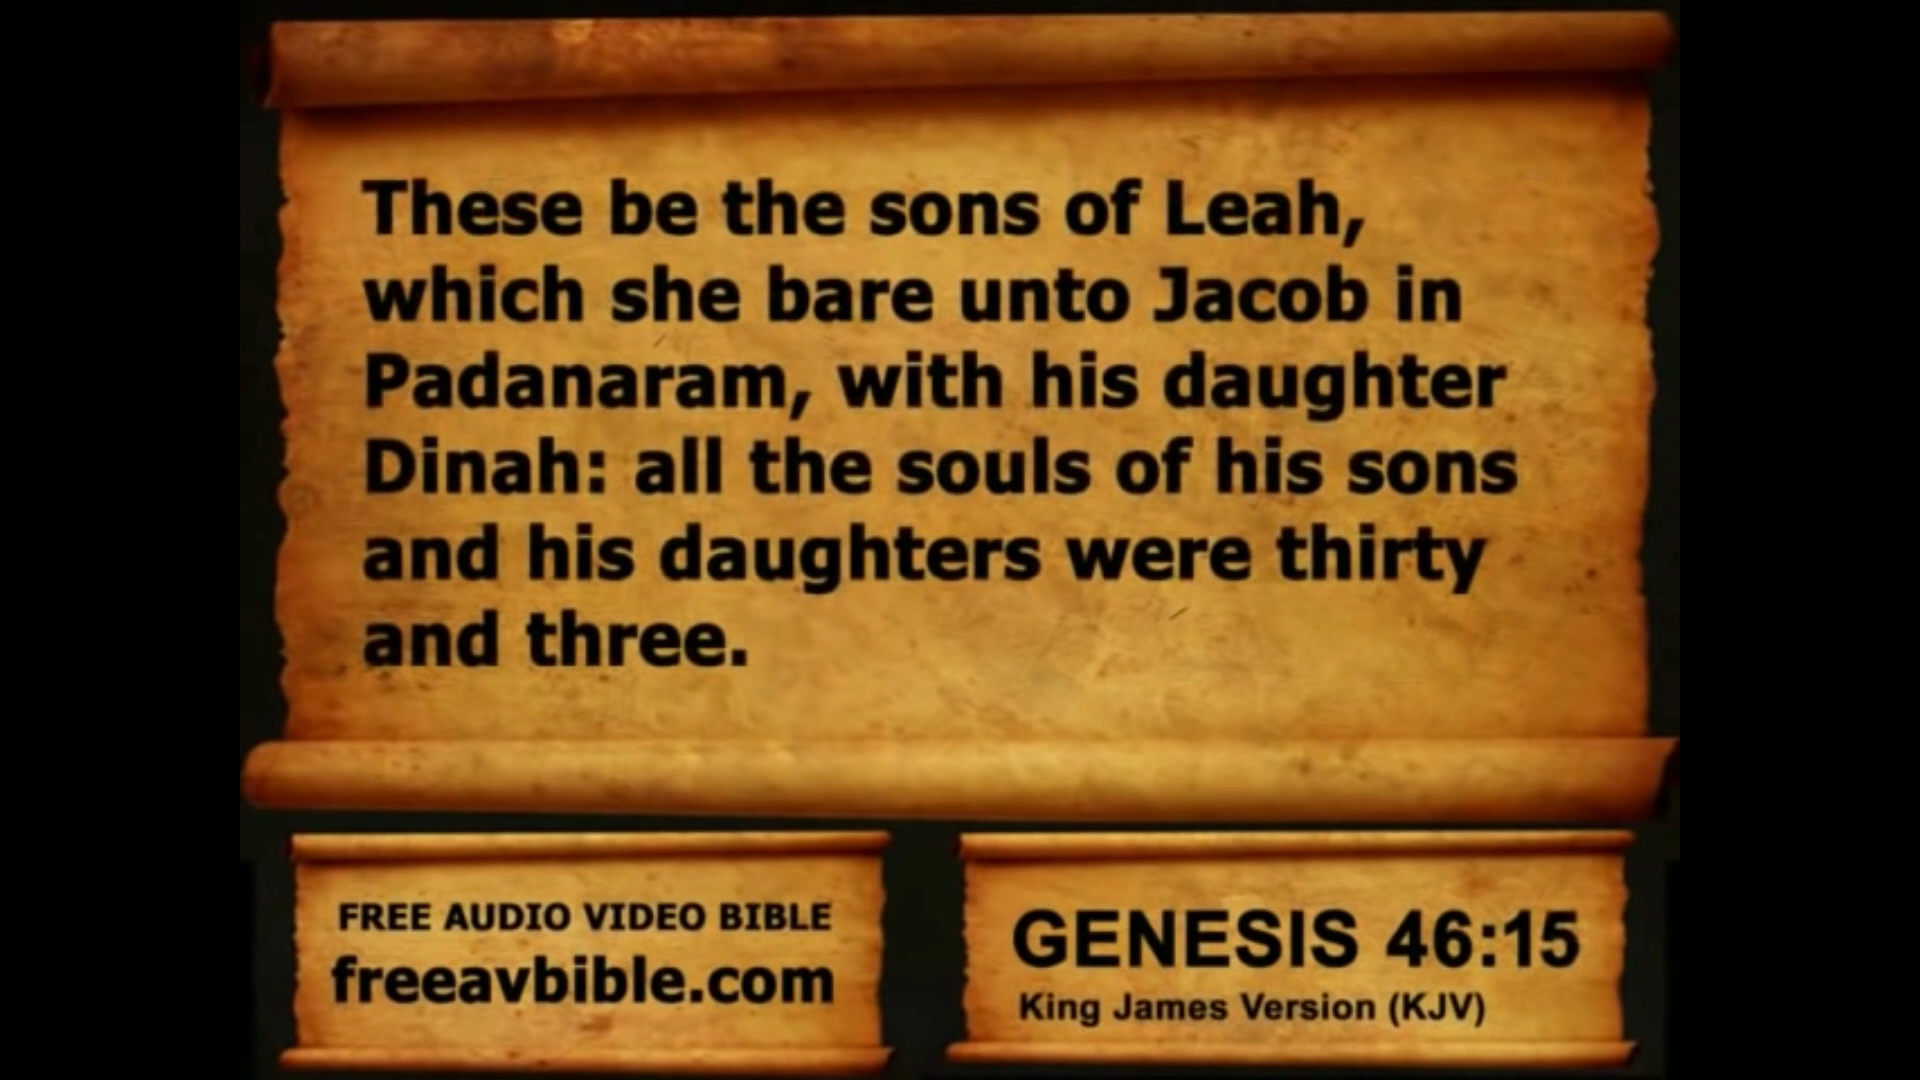 These be the sons of Leah,
which she bare unto Jacob in
Padanaram, with his daughter
Dinah: all the souls of his sons
and his daughters were thirty
and three.
FREE AUDIO VIDEO BIBLE
freeavbible.com
GENESIS 46:15
King James Version (KJV)